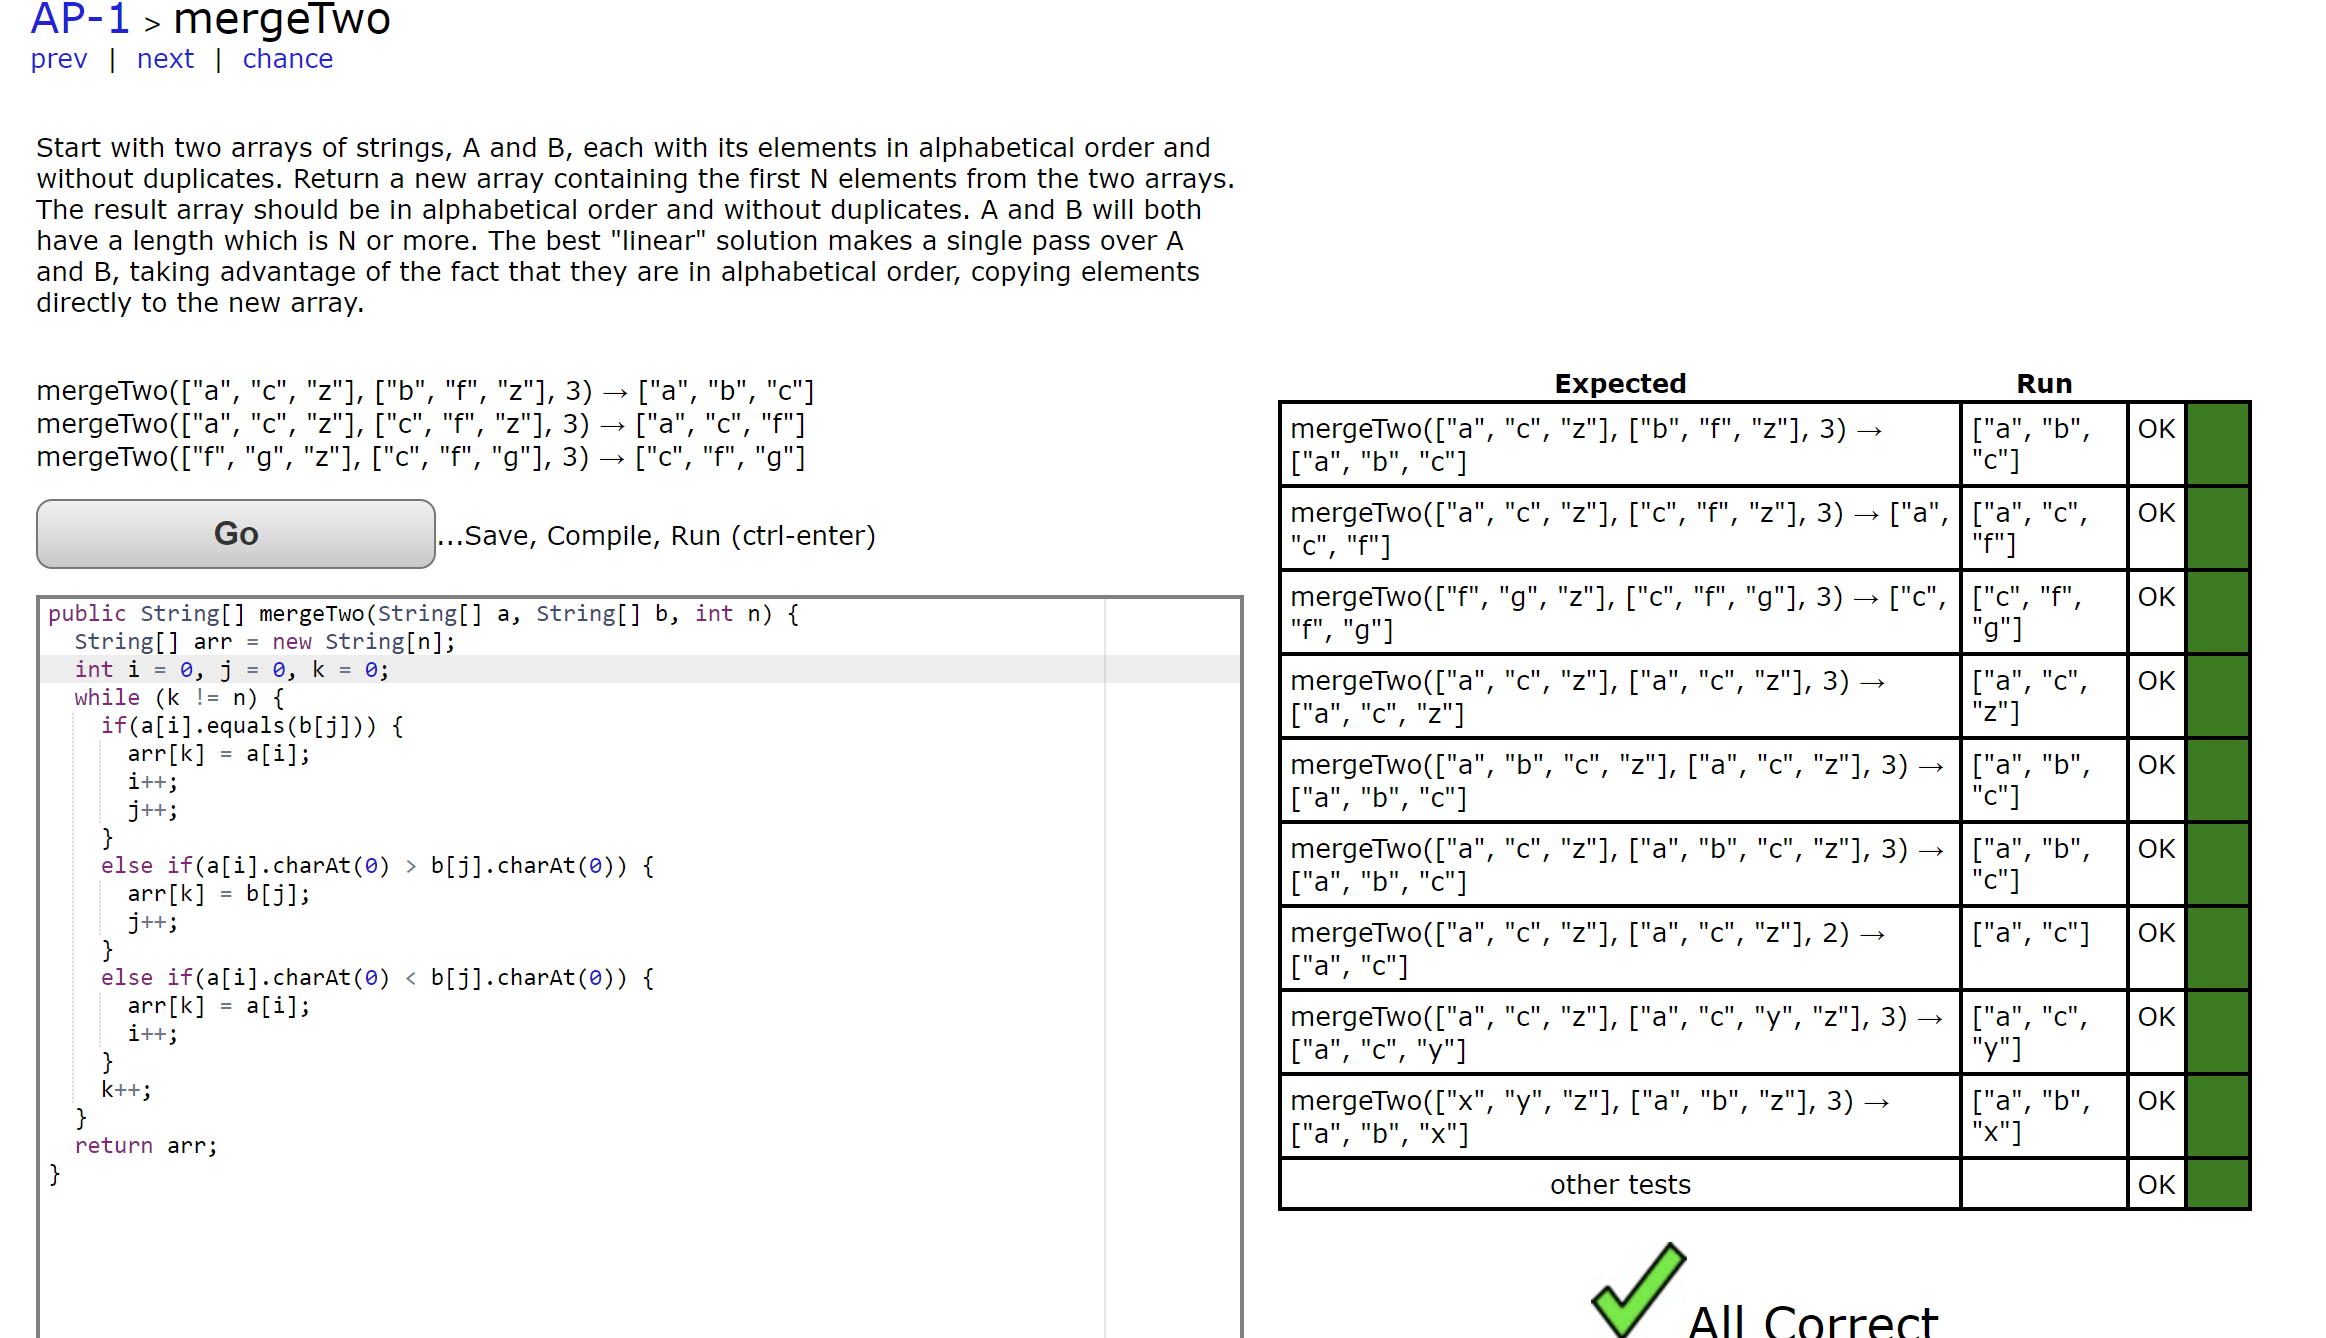 AP-1 > mergeTwo
prev | next | chance
Start with two arrays of strings, A and B, each with its elements in alphabetical order and
without duplicates. Return a new array containing the first N elements from the two arrays.
The result array should be in alphabetical order and without duplicates. A and B will both
have a length which is N or more. The best "linear" solution makes a single pass over A
and B, taking advantage of the fact that they are in alphabetical order, copying elements
directly to the new array.
mergeTwo(["a", "c", "z"], ["b", "f", "z"], 3) → ["a", "b", "c"]
mergeTwo(["a", "c", "z"], ["c", "f", "z"], 3) → ["a", "c", "f"]
mergeTwo(["f", "g", "z"], ["c", "f", "g"], 3) → ["c", "f", "g"]
Go ...Save, Compile, Run (ctrl-enter)
public String[] mergeTwo(String[] a, String[] b, int n) {
  String[] arr = new String[n];
  int i = 0, j = 0, k = 0;
  while (k != n) {
    if(a[i].equals(b[j])) {
      arr[k] = a[i];
      i++;
      j++;
    }
    else if(a[i].charAt(0) > b[j].charAt(0)) {
      arr[k] = b[j];
      j++;
    }
    else if(a[i].charAt(0) < b[j].charAt(0)) {
      arr[k] = a[i];
      i++;
    }
    k++;
  }
  return arr;
}
Expected Run
mergeTwo(["a", "c", "z"], ["b", "f", "z"], 3) → ["a", "b", OK
["a", "b", "c"] "c"]
mergeTwo(["a", "c", "z"], ["c", "f", "z"], 3) → ["a", ["a", "c", OK
"c", "f"] "f"]
mergeTwo(["f", "g", "z"], ["c", "f", "g"], 3) → ["c", ["c", "f", OK
"f", "g"] "g"]
mergeTwo(["a", "c", "z"], ["a", "c", "z"], 3) → ["a", "c", OK
["a", "c", "z"] "z"]
mergeTwo(["a", "b", "c", "z"], ["a", "c", "z"], 3) → ["a", "b", OK
["a", "b", "c"] "c"]
mergeTwo(["a", "c", "z"], ["a", "b", "c", "z"], 3) → ["a", "b", OK
["a", "b", "c"] "c"]
mergeTwo(["a", "c", "z"], ["a", "c", "z"], 2) → ["a", "c"] OK
["a", "c"]
mergeTwo(["a", "c", "z"], ["a", "c", "y", "z"], 3) → ["a", "c", OK
["a", "c", "y"] "y"]
mergeTwo(["x", "y", "z"], ["a", "b", "z"], 3) → ["a", "b", OK
["a", "b", "x"] "x"]
other tests OK
All Correct